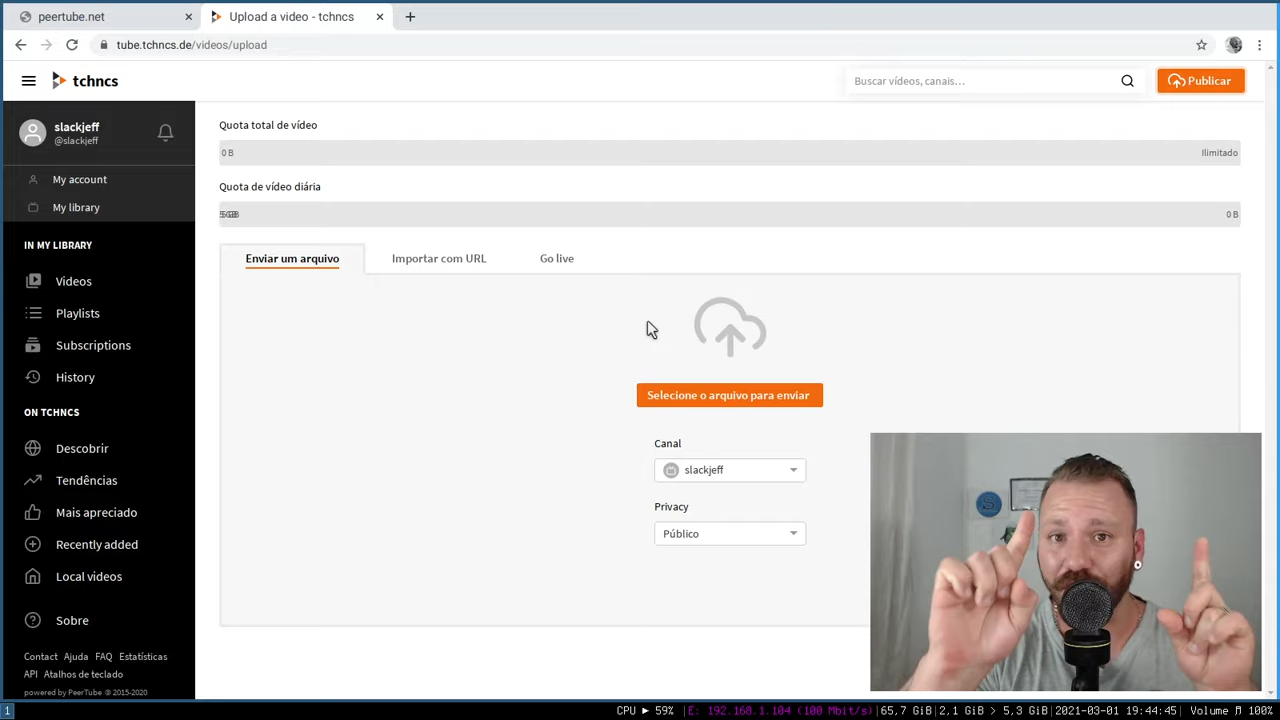 peertube.net
Upload a video - tchncs
tube.tchncs.de/videos/upload
tchncs
Buscar vídeos, canais…
Publicar
slackjeff
@slackjeff
My account
My library
IN MY LIBRARY
Videos
Playlists
Subscriptions
History
ON TCHNCS
Descobrir
Tendências
Mais apreciado
Recently added
Local videos
Sobre
Contact Ajuda FAQ Estatísticas
API Atalhos de teclado
powered by PeerTube © 2015-2020
Quota total de vídeo
0 B
Ilimitado
Quota de vídeo diária
0 B
Enviar um arquivo
Importar com URL
Go live
Selecione o arquivo para enviar
Canal
slackjeff
Privacy
Público
1
CPU ▶ 59% |E: 192.168.1.104 (100 Mbit/s)|65,7 GiB|2,1 GiB > 5,3 GiB|2021-03-01 19:44:45|Volume 100%